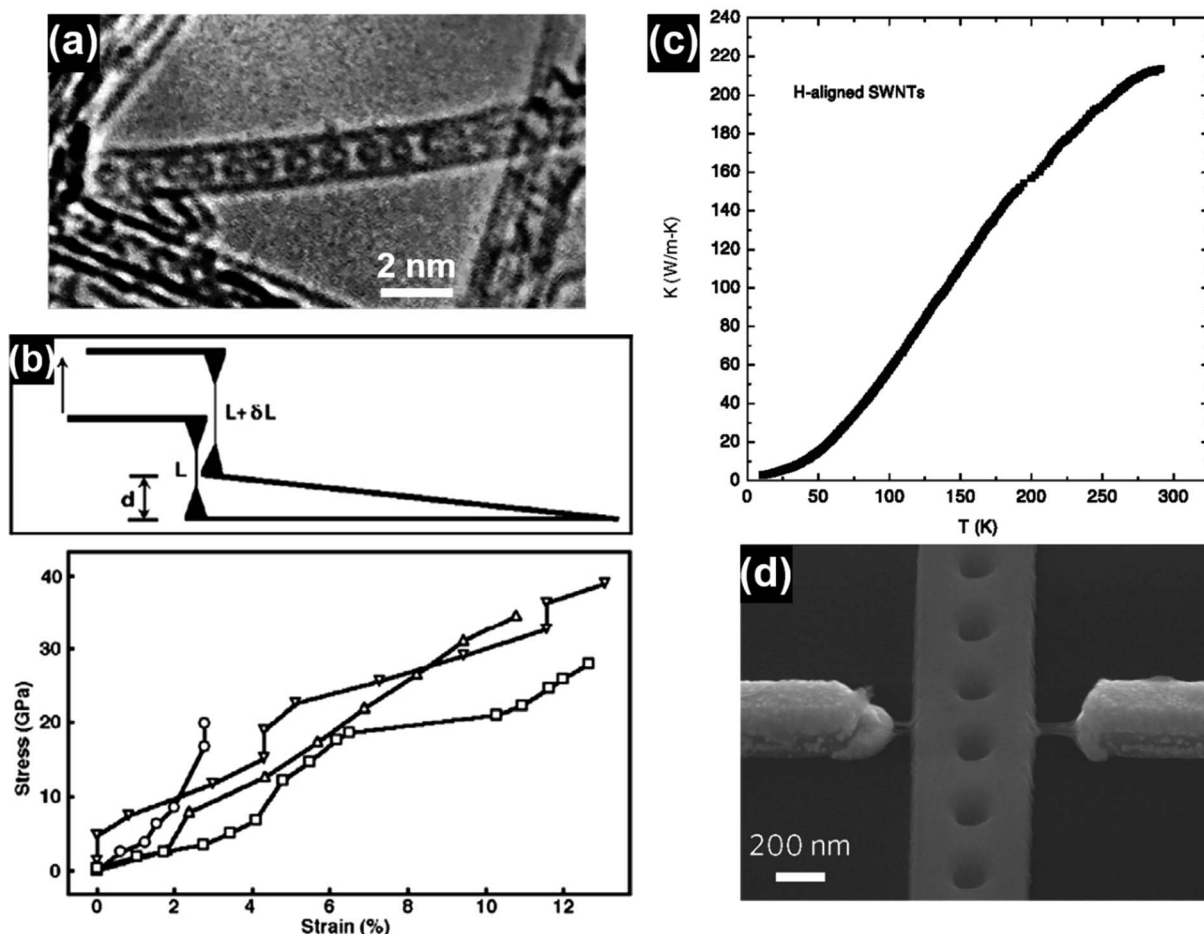 (a)
2 nm
(b)
L+ δL
L
d
Stress (GPa)
40
30
20
10
0
0 2 4 6 8 10 12
Strain (%)
(c)
H-aligned SWNTs
K (W/m-K)
240
220
200
180
160
140
120
100
80
60
40
20
0
0 50 100 150 200 250 300
T (K)
(d)
200 nm